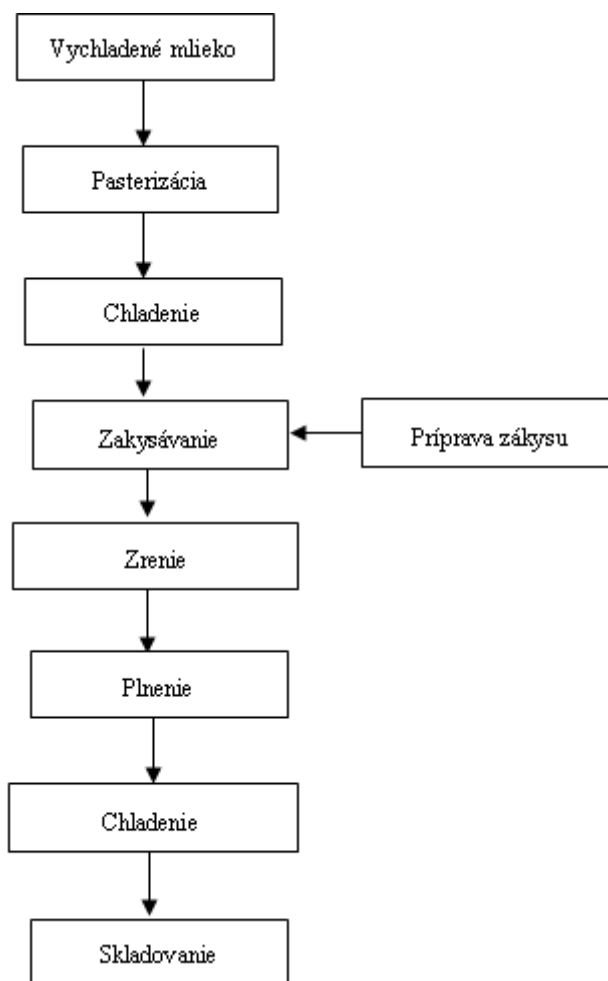 Vychladené mlieko
Pasterizácia
Chladenie
Zakysávanie
Príprava zákysu
Zrenie
Plnenie
Chladenie
Skladovanie